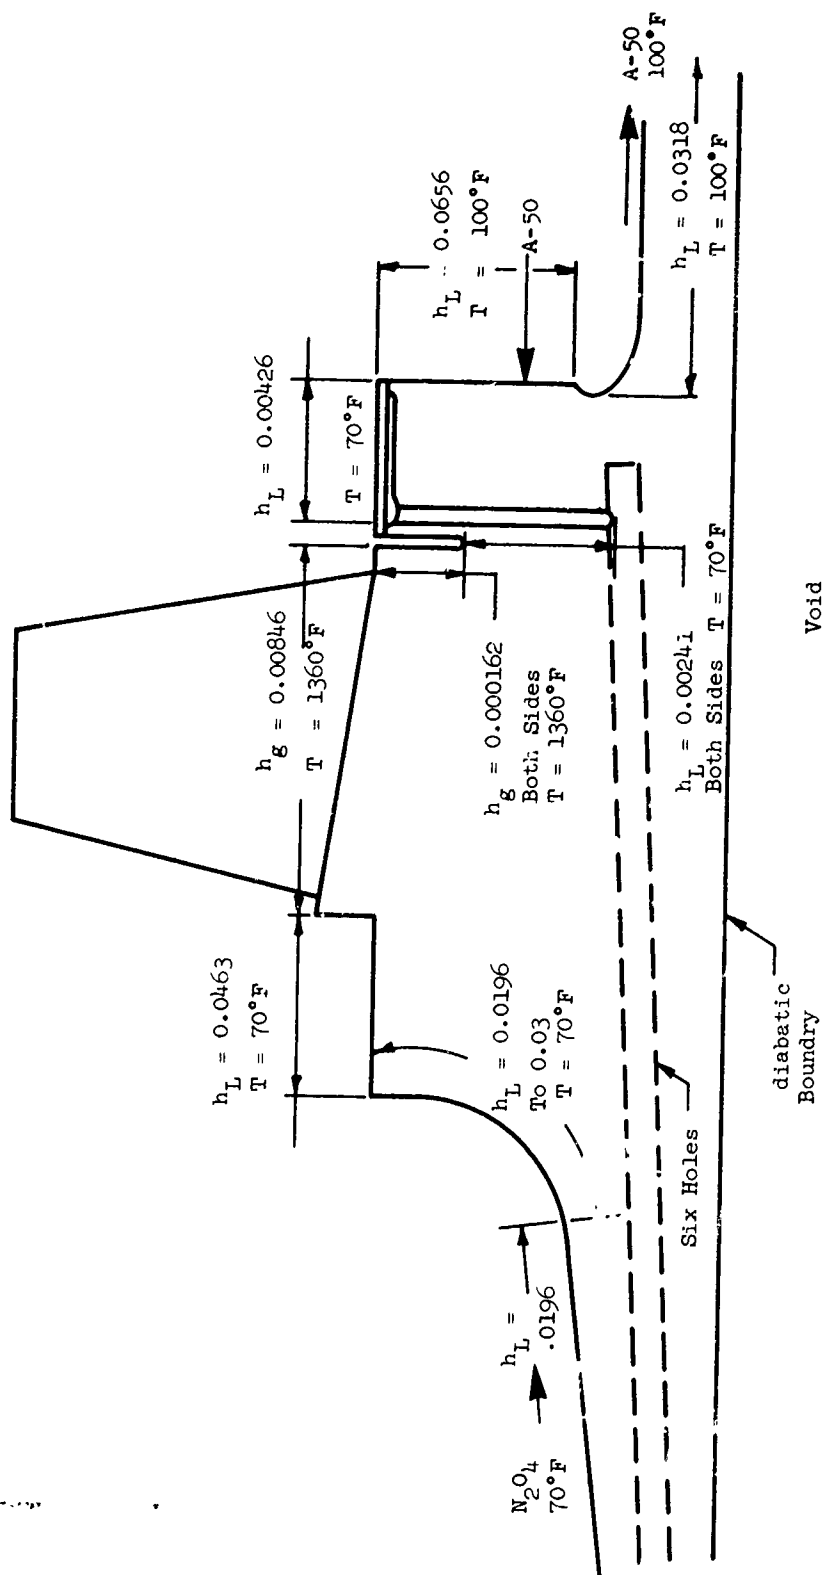 h_L = 0.0463
T = 70°F
h_g = 0.00846
T = 1360°F
h_L = 0.00426
T = 70°F
h_L = 0.0656
T = 100°F
A-50
A-50
100°F
h_L = 0.0318
T = 100°F
N2O4
70°F
h_L =
.0196
h_L = 0.0196
To 0.03
T = 70°F
h_g = 0.000162
Both Sides
T = 1360°F
h_L = 0.00241
Both Sides T = 70°F
Six Holes
diabatic
Boundry
Void